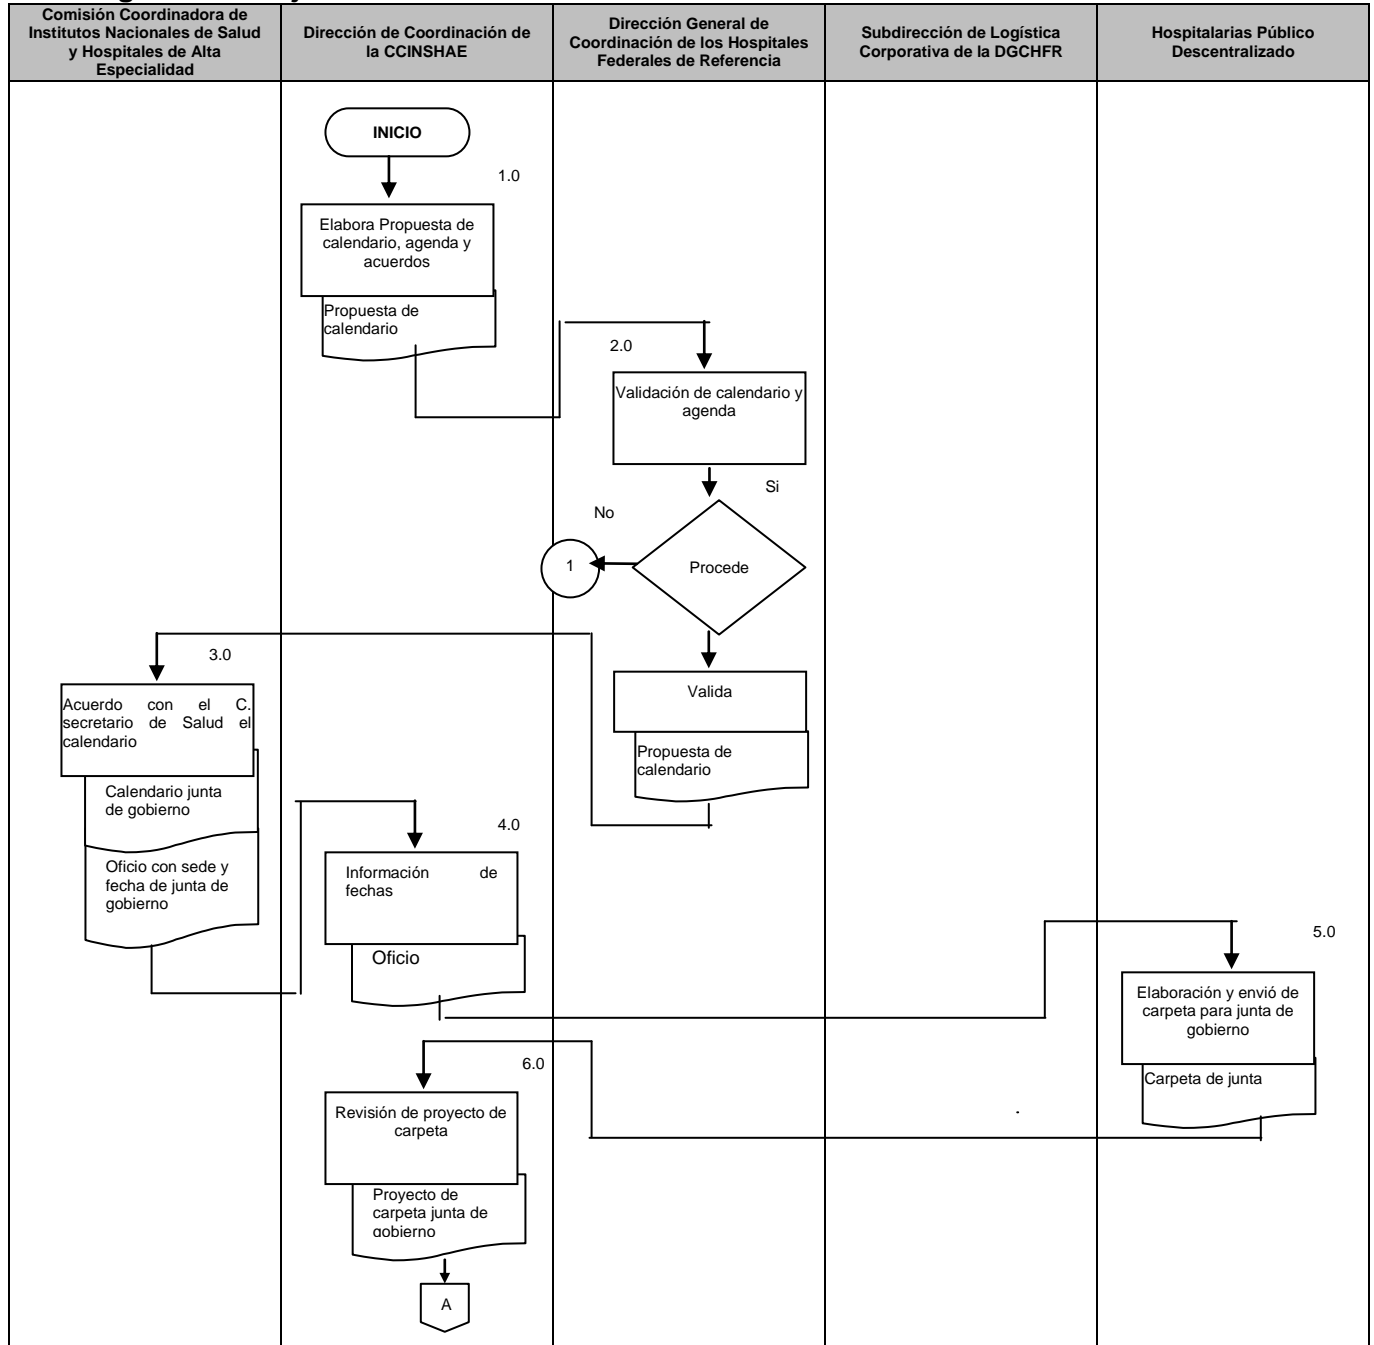 Comisión Coordinadora de
Institutos Nacionales de Salud
y Hospitales de Alta
Especialidad
Dirección de Coordinación de
la CCINSHAE
Dirección General de
Coordinación de los Hospitales
Federales de Referencia
Subdirección de Logística
Corporativa de la DGCHFR
Hospitalarias Público
Descentralizado
INICIO
1.0
Elabora Propuesta de
calendario, agenda y
acuerdos
Propuesta de
calendario
2.0
Validación de calendario y
agenda
Si
No
1
Procede
3.0
Acuerdo con el C.
secretario de Salud el
calendario
Valida
Propuesta de
calendario
Calendario junta
de gobierno
Oficio con sede y
fecha de junta de
gobierno
4.0
Información de
fechas
Oficio
5.0
Elaboración y envió de
carpeta para junta de
gobierno
Carpeta de junta
6.0
Revisión de proyecto de
carpeta
Proyecto de
carpeta junta de
gobierno
A